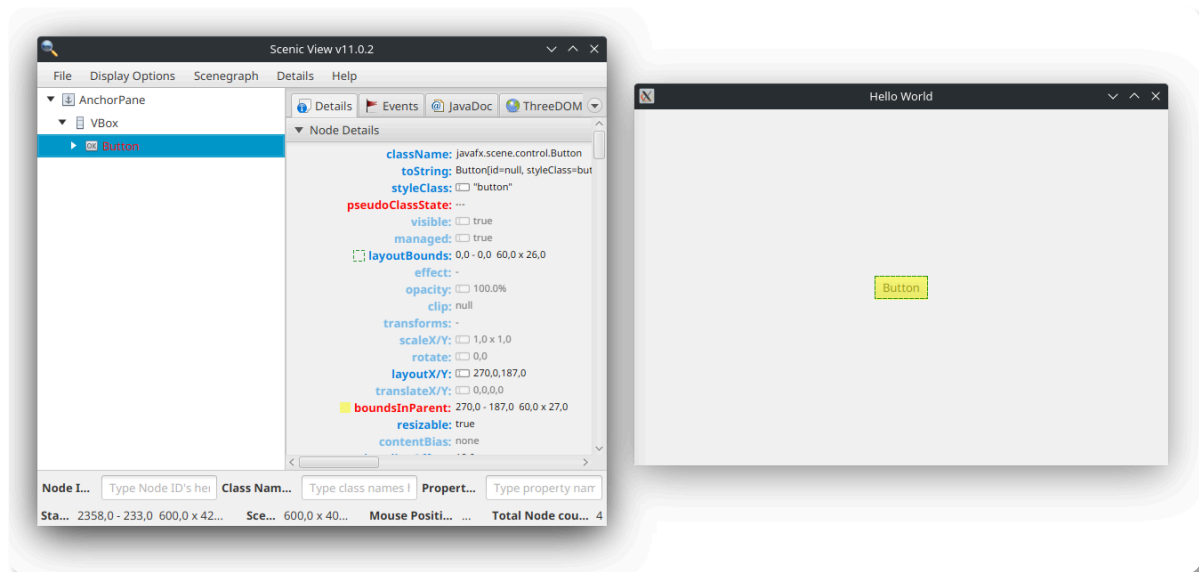 Scenic View v11.0.2
File Display Options Scenegraph Details Help
AnchorPane
VBox
OK Button
Details Events @ JavaDoc ThreeDOM
Node Details
className: javafx.scene.control.Button
toString: Button[id=null, styleClass=but
styleClass: "button"
pseudoClassState: ---
visible: true
managed: true
layoutBounds: 0,0 - 0,0 60,0 x 26,0
effect: -
opacity: 100.0%
clip: null
transforms: -
scaleX/Y: 1,0 x 1,0
rotate: 0,0
layoutX/Y: 270,0,187,0
translateX/Y: 0,0,0,0
boundsInParent: 270,0 - 187,0 60,0 x 27,0
resizable: true
contentBias: none
Node I... Type Node ID's her Class Nam... Type class names Propert... Type property nam
Sta... 2358,0 - 233,0 600,0 x 42... Sce... 600,0 x 40... Mouse Positi... ... Total Node cou... 4
Hello World
Button